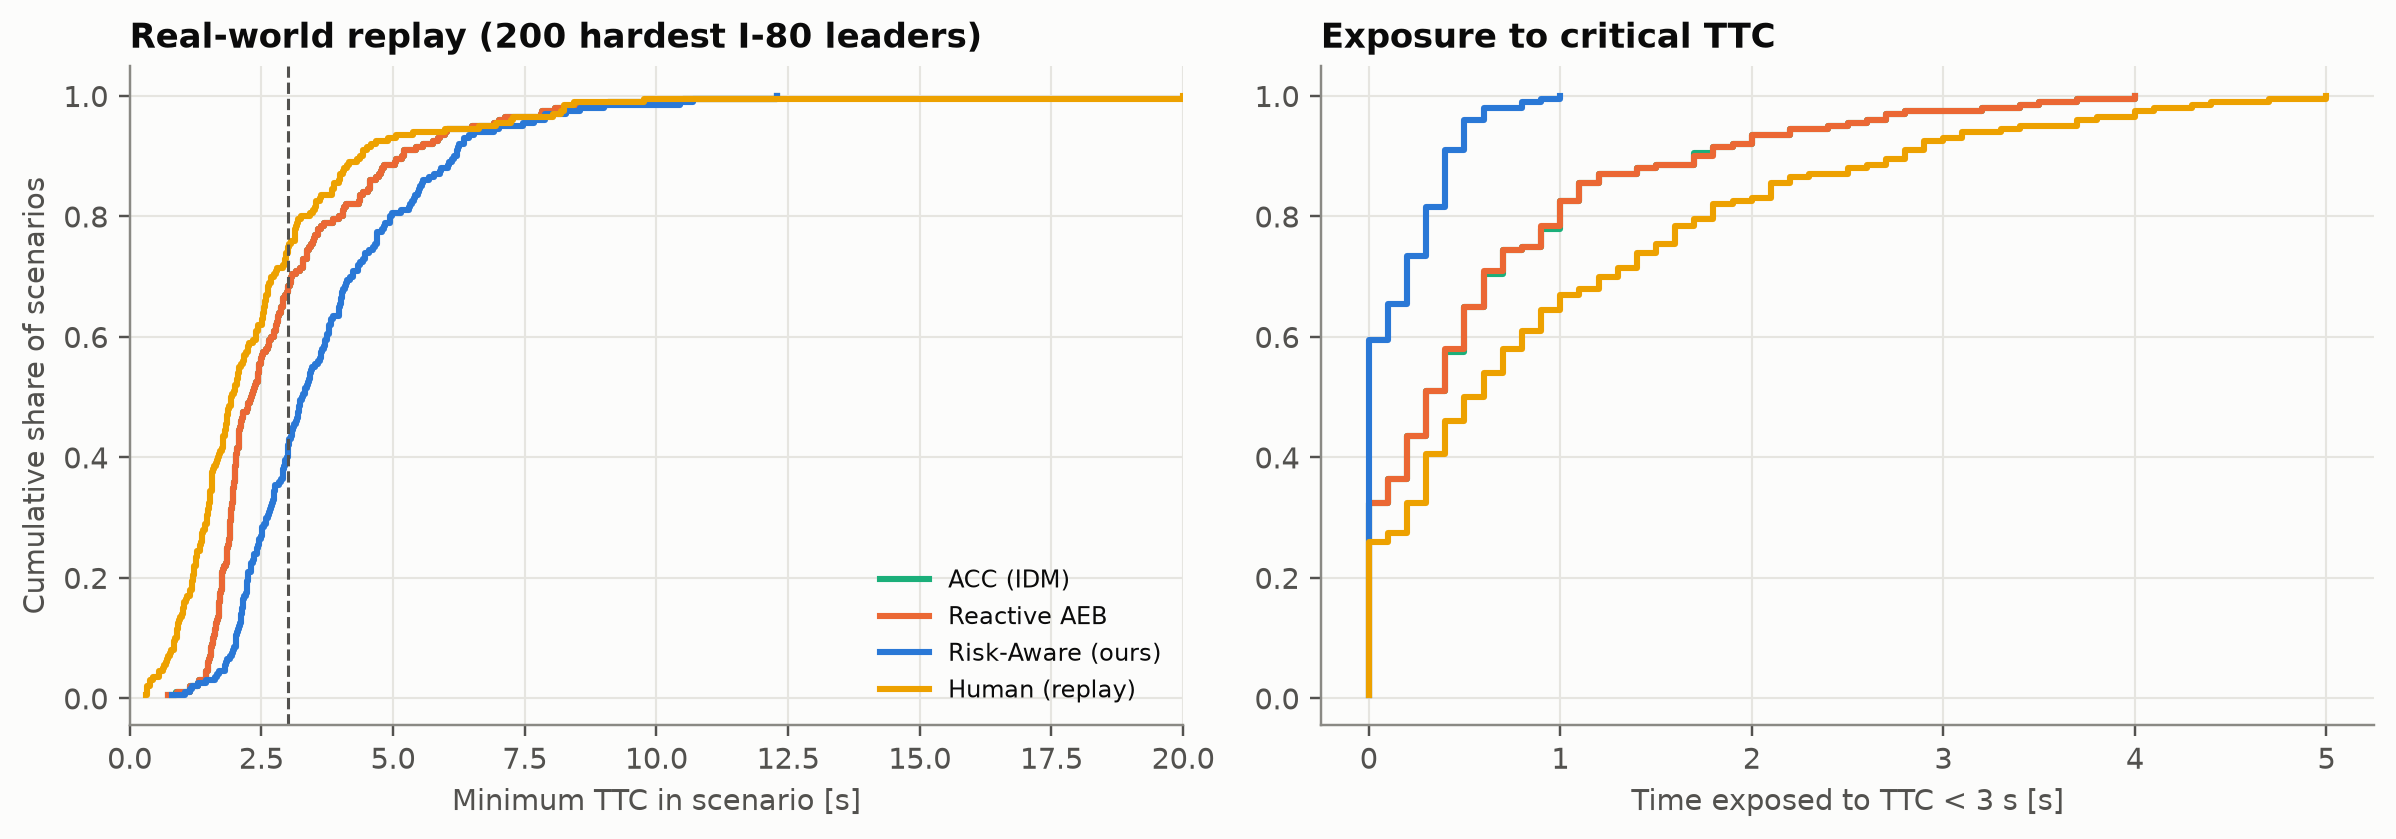 Real-world replay (200 hardest I-80 leaders)
Cumulative share of scenarios
1.0
0.8
0.6
0.4
0.2
0.0
ACC (IDM)
Reactive AEB
Risk-Aware (ours)
Human (replay)
0.0 2.5 5.0 7.5 10.0 12.5 15.0 17.5 20.0
Minimum TTC in scenario [s]
Exposure to critical TTC
1.0
0.8
0.6
0.4
0.2
0.0
0 1 2 3 4 5
Time exposed to TTC < 3 s [s]